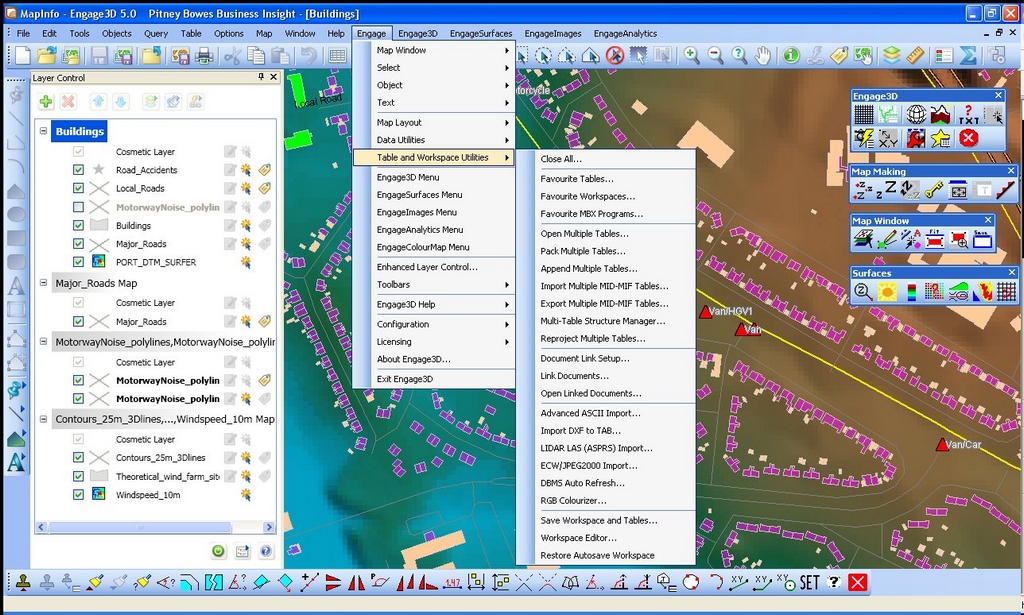 MapInfo - Engage3D 5.0 Pitney Bowes Business Insight - [Buildings]
File Edit Tools Objects Query Table Options Map Window Help Engage Engage3D EngageSurfaces EngageImages EngageAnalytics
Layer Control
Buildings
Cosmetic Layer
Road_Accidents
Local_Roads
MotorwayNoise_polylin
Buildings
Major_Roads
PORT_DTM_SURFER
Major_Roads Map
Cosmetic Layer
Major_Roads
MotorwayNoise_polylines,MotorwayNoise_polylin
Cosmetic Layer
MotorwayNoise_polylin
MotorwayNoise_polylin
Contours_25m_3Dlines,...,Windspeed_10m Map
Cosmetic Layer
Contours_25m_3Dlines
Theoretical_wind_farm_site
Windspeed_10m
Local Road
Map Window
Select
Object
Text
Map Layout
Data Utilities
Table and Workspace Utilities
Engage3D Menu
EngageSurfaces Menu
EngageImages Menu
EngageAnalytics Menu
EngageColourMap Menu
Enhanced Layer Control...
Toolbars
Engage3D Help
Configuration
Licensing
About Engage3D...
Exit Engage3D
Close All...
Favourite Tables...
Favourite Workspaces...
Favourite MBX Programs...
Open Multiple Tables...
Pack Multiple Tables...
Append Multiple Tables...
Import Multiple MID-MIF Tables...
Export Multiple MID-MIF Tables...
Multi-Table Structure Manager...
Reproject Multiple Tables...
Document Link Setup...
Link Documents...
Open Linked Documents...
Advanced ASCII Import...
Import DXF to TAB...
LIDAR LAS (ASPRS) Import...
ECW/JPEG2000 Import...
DBMS Auto Refresh...
RGB Colourizer...
Save Workspace and Tables...
Workspace Editor...
Restore Autosave Workspace
Van/HGV1
Van
Van/Car
Engage3D
TXT
X,Y
Map Making
Map Window
Surfaces
1.47
XY
XY
XY
SET